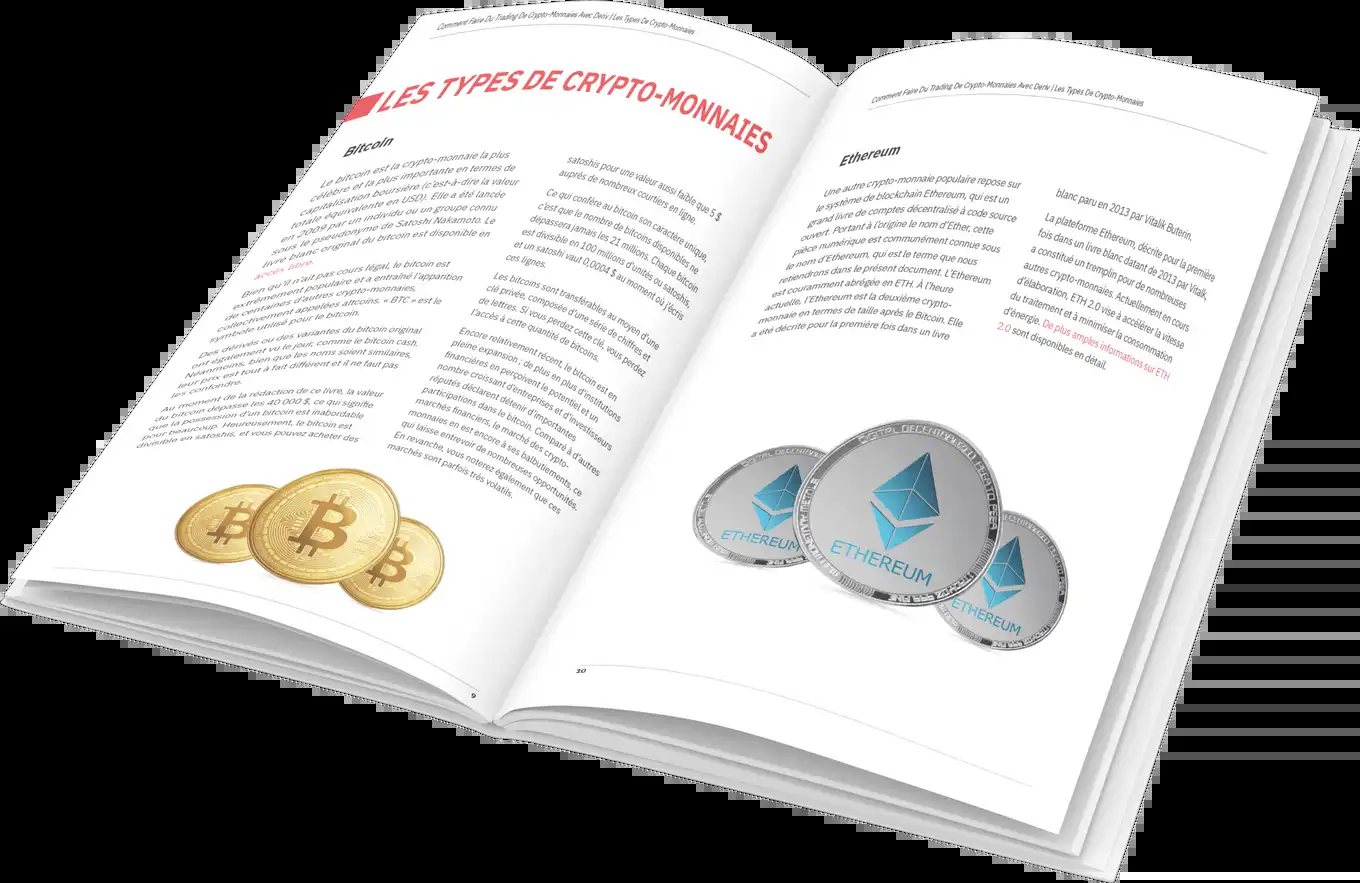 Comment Faire Du Trading De Crypto-Monnaies Avec Deriv | Les Types De Crypto-Monnaies
LES TYPES DE CRYPTO-MONNAIES
Bitcoin
Le bitcoin est la crypto-monnaie la plus
célèbre et la plus importante en termes de
capitalisation boursière (c'est-à-dire la valeur
totale équivalente en USD). Elle a été lancée
en 2009 par un individu ou un groupe connu
sous le pseudonyme de Satoshi Nakamoto. Le
livre blanc original du bitcoin est disponible en
accès libre.
Bien qu'il n'ait pas cours légal, le bitcoin est
extrêmement populaire et a entraîné l'apparition
de centaines d'autres crypto-monnaies,
collectivement appelées altcoins. « BTC » est le
symbole utilisé pour le bitcoin.
Des dérivés ou des variantes du bitcoin original
ont également vu le jour, comme le bitcoin cash.
Néanmoins, bien que les noms soient similaires,
leur prix est tout à fait différent et il ne faut pas
les confondre.
Au moment de la rédaction de ce livre, la valeur
du bitcoin dépasse les 40 000 $, ce qui signifie
que la possession d'un bitcoin est inabordable
pour beaucoup. Heureusement, le bitcoin est
divisible en satoshis, et vous pouvez acheter des
satoshis pour une valeur aussi faible que 5 $
auprès de nombreux courtiers en ligne.
Ce qui confère au bitcoin son caractère unique,
c'est que le nombre de bitcoins disponibles ne
dépassera jamais les 21 millions. Chaque bitcoin
est divisible en 100 millions d'unités ou satoshis,
et un satoshi vaut 0,0004 $ au moment où j'écris
ces lignes.
Les bitcoins sont transférables au moyen d'une
clé privée, composée d'une série de chiffres et
de lettres. Si vous perdez cette clé, vous perdez
l'accès à cette quantité de bitcoins.
Encore relativement récent, le bitcoin est en
pleine expansion ; de plus en plus d'institutions
financières en perçoivent le potentiel et un
nombre croissant d'entreprises et d'investisseurs
réputés déclarent détenir d'importantes
participations dans le bitcoin. Comparé à d'autres
marchés financiers, le marché des crypto-
monnaies en est encore à ses balbutiements, ce
qui laisse entrevoir de nombreuses opportunités.
En revanche, vous noterez également que ces
marchés sont parfois très volatils.
9
Comment Faire Du Trading De Crypto-Monnaies Avec Deriv | Les Types De Crypto-Monnaies
Ethereum
Une autre crypto-monnaie populaire repose sur
le système de blockchain Ethereum, qui est un
grand livre de comptes décentralisé à code source
ouvert. Portant à l'origine le nom d'Ether, cette
pièce numérique est communément connue sous
le nom d'Ethereum, qui est le terme que nous
retiendrons dans le présent document. L'Ethereum
est couramment abrégée en ETH. À l'heure
actuelle, l'Ethereum est la deuxième crypto-
monnaie en termes de taille après le Bitcoin. Elle
a été décrite pour la première fois dans un livre
blanc paru en 2013 par Vitalik Buterin.
La plateforme Ethereum, décrite pour la première
fois dans un livre blanc datant de 2013 par Vitalik,
a constitué un tremplin pour de nombreuses
autres crypto-monnaies. Actuellement en cours
d'élaboration, ETH 2.0 vise à accélérer la vitesse
du traitement et à minimiser la consommation
d'énergie. De plus amples informations sur ETH
2.0 sont disponibles en détail.
DIGITAL DECENTRALIZED
ETHEREUM
ETHEREUM
ETHEREUM
10